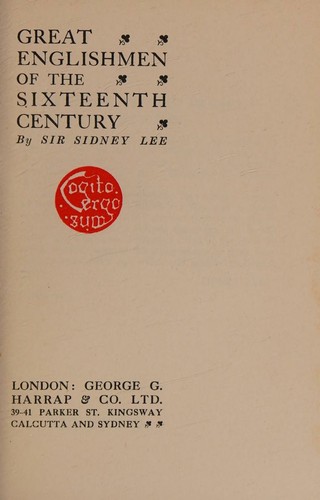 GREAT
ENGLISHMEN
OF THE
SIXTEENTH
CENTURY
By SIR SIDNEY LEE
Cogito
ergo
sum
LONDON: GEORGE G.
HARRAP & CO. LTD.
39-41 PARKER ST. KINGSWAY
CALCUTTA AND SYDNEY